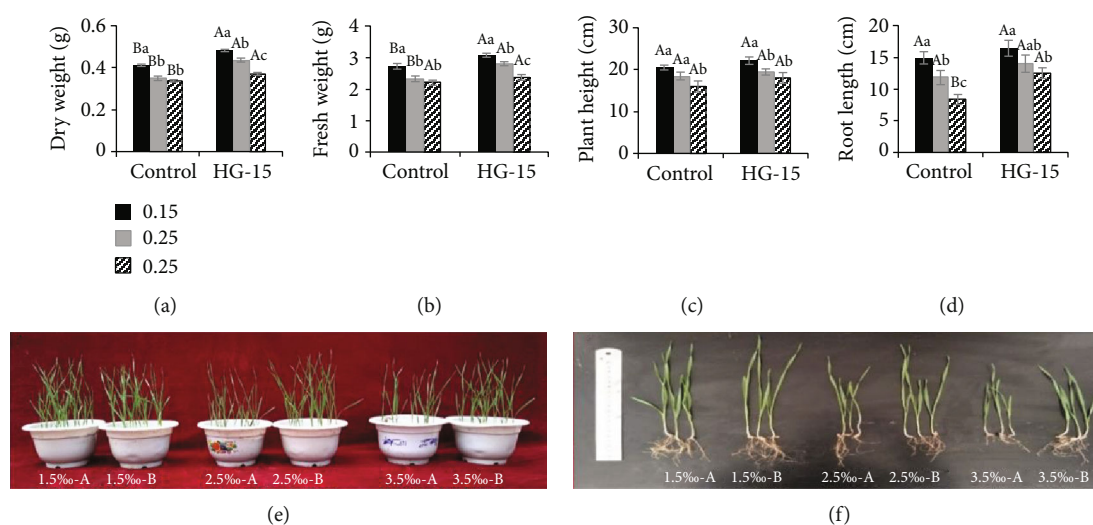 Dry weight (g)
0.6
0.4
0.2
0
Ba
Bb
Bb
Aa
Ab
Ac
Control
HG-15
Fresh weight (g)
4
3
2
1
0
Ba
Bb
Ab
Aa
Ab
Ac
Control
HG-15
Plant height (cm)
30
20
10
0
Aa
Aa
Ab
Aa
Ab
Ab
Control
HG-15
Root length (cm)
20
15
10
5
0
Aa
Ab
Bc
Aa
Aab
Ab
Control
HG-15
0.15
0.25
0.25
(a)
(b)
(c)
(d)
1.5‰-A 1.5‰-B 2.5‰-A 2.5‰-B 3.5‰-A 3.5‰-B
(e)
1.5‰-A 1.5‰-B 2.5‰-A 2.5‰-B 3.5‰-A 3.5‰-B
(f)